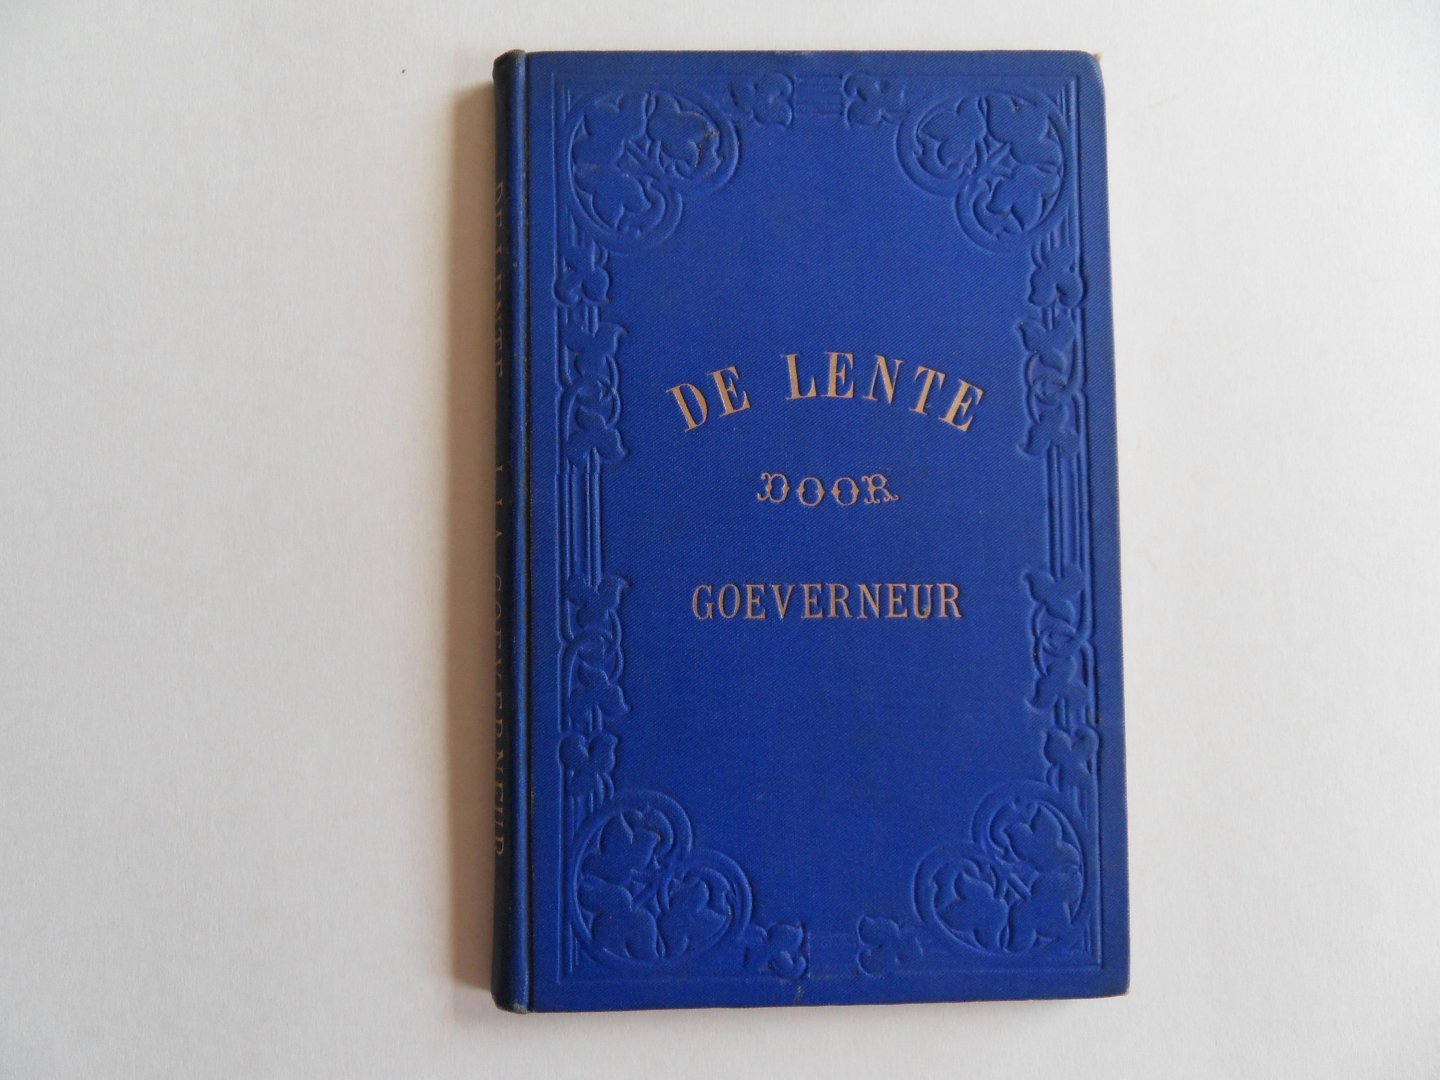 DE LENTE
DOOR
GOEVERNEUR
DE LENTE J. J. A. GOEVERNEUR